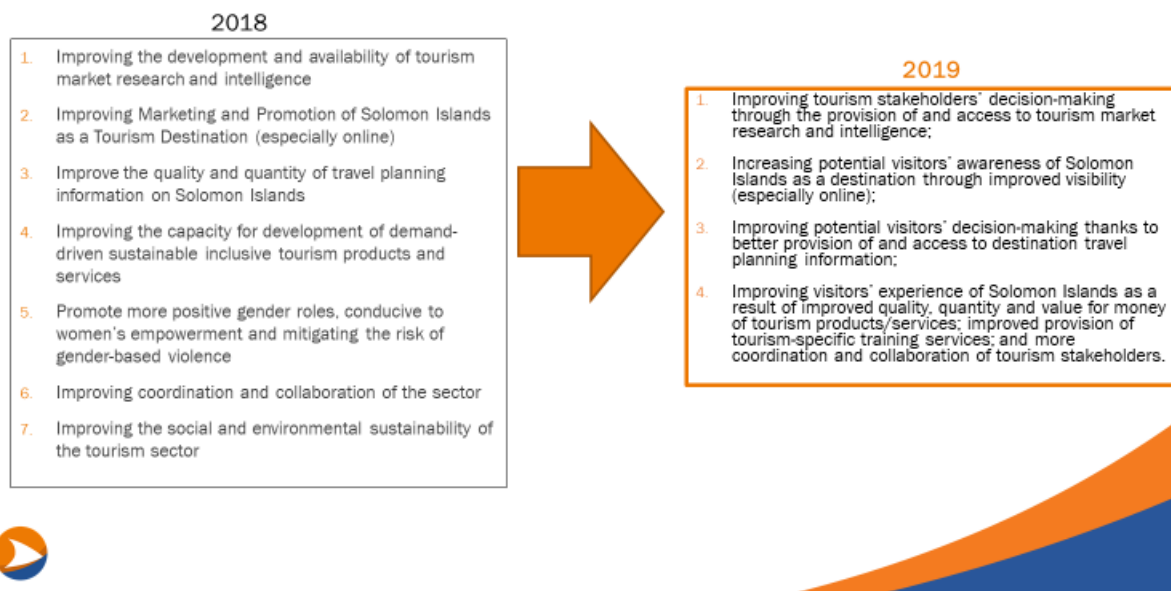 2018
1. Improving the development and availability of tourism
market research and intelligence
2. Improving Marketing and Promotion of Solomon Islands
as a Tourism Destination (especially online)
3. Improve the quality and quantity of travel planning
information on Solomon Islands
4. Improving the capacity for development of demand-
driven sustainable inclusive tourism products and
services
5. Promote more positive gender roles, conducive to
women's empowerment and mitigating the risk of
gender-based violence
6. Improving coordination and collaboration of the sector
7. Improving the social and environmental sustainability of
the tourism sector
2019
1. Improving tourism stakeholders' decision-making
through the provision of and access to tourism market
research and intelligence;
2. Increasing potential visitors' awareness of Solomon
Islands as a destination through improved visibility
(especially online);
3. Improving potential visitors' decision-making thanks to
better provision of and access to destination travel
planning information;
4. Improving visitors' experience of Solomon Islands as a
result of improved quality, quantity and value for money
of tourism products/services; improved provision of
tourism-specific training services; and more
coordination and collaboration of tourism stakeholders.